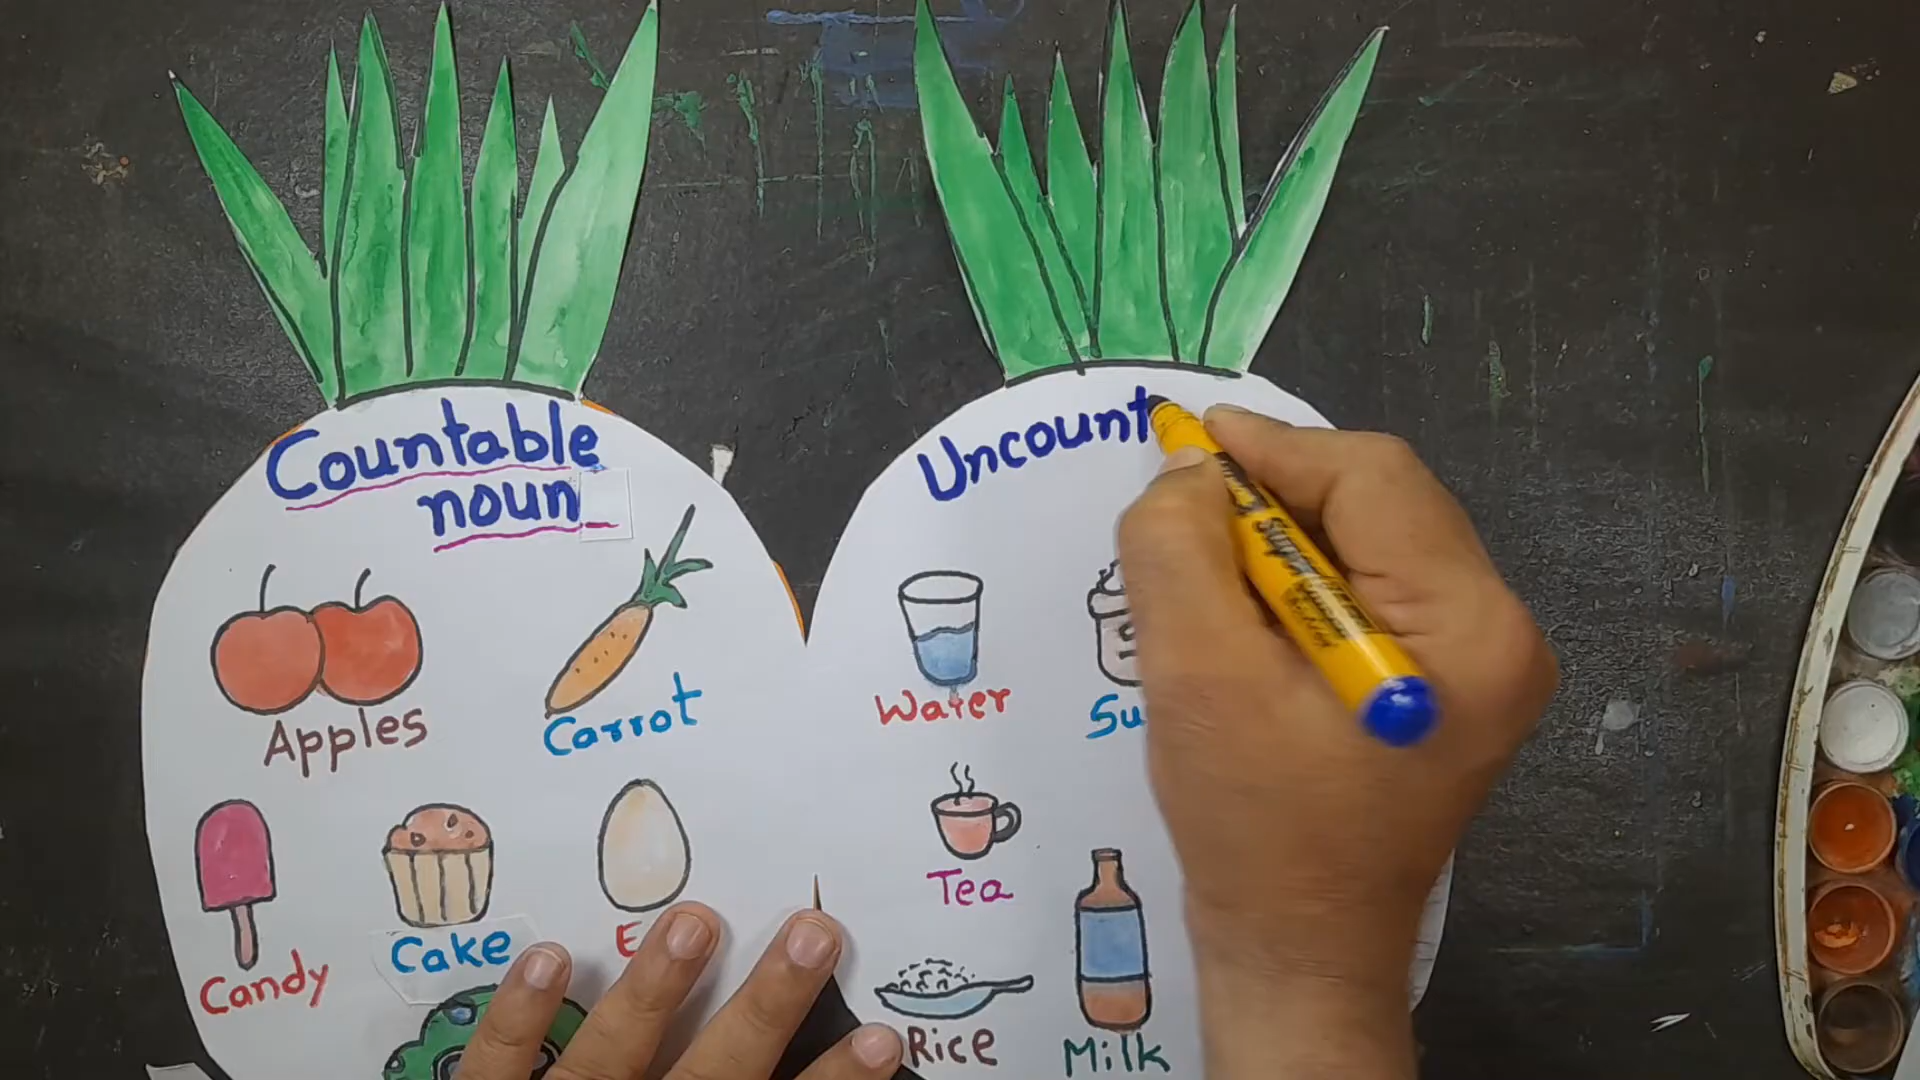 Countable
noun
Apples
Carrot
Candy
Cake
Uncount
Water
Tea
Rice
Milk